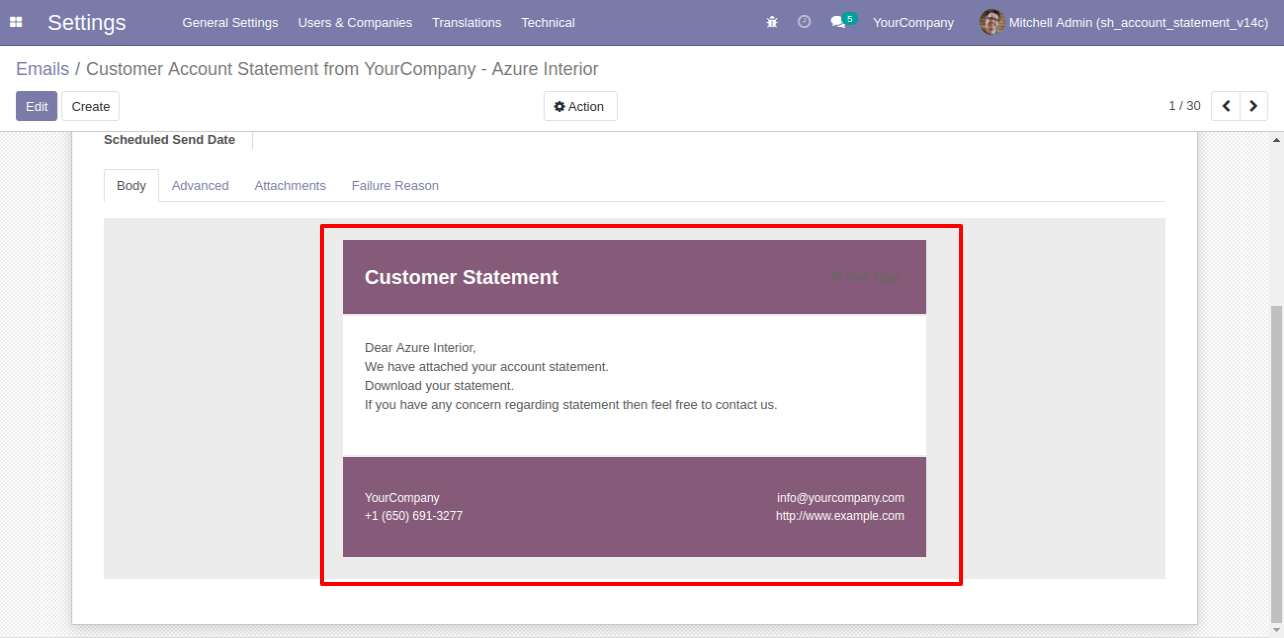 Settings General Settings Users & Companies Translations Technical 5 YourCompany Mitchell Admin (sh_account_statement_v14c)
Emails / Customer Account Statement from YourCompany - Azure Interior
Edit Create Action 1 / 30
Scheduled Send Date
Body Advanced Attachments Failure Reason
Customer Statement
Dear Azure Interior,
We have attached your account statement.
Download your statement.
If you have any concern regarding statement then feel free to contact us.
YourCompany info@yourcompany.com
+1 (650) 691-3277 http://www.example.com